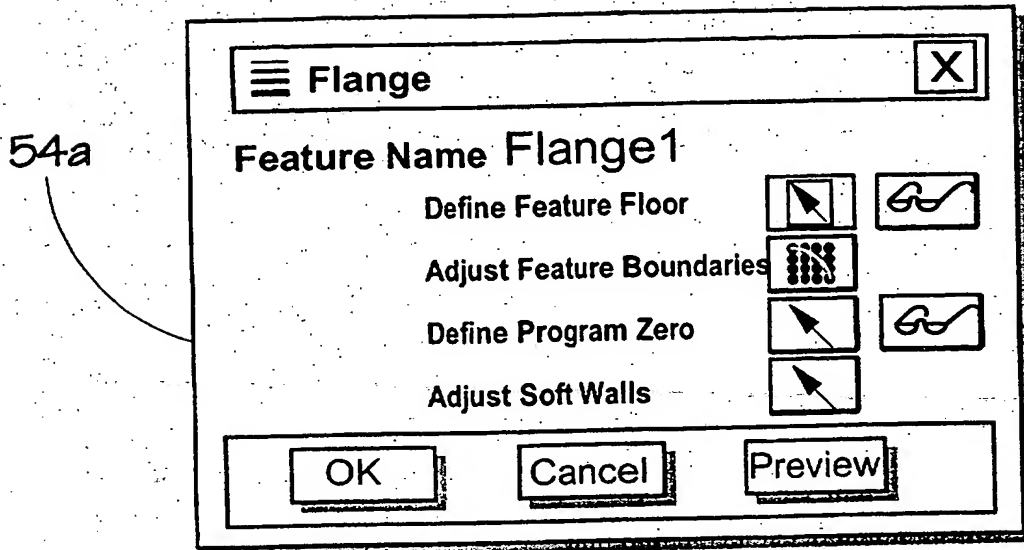 Flange X
54a
Feature Name Flange1
Define Feature Floor
Adjust Feature Boundaries
Define Program Zero
Adjust Soft Walls
OK Cancel Preview